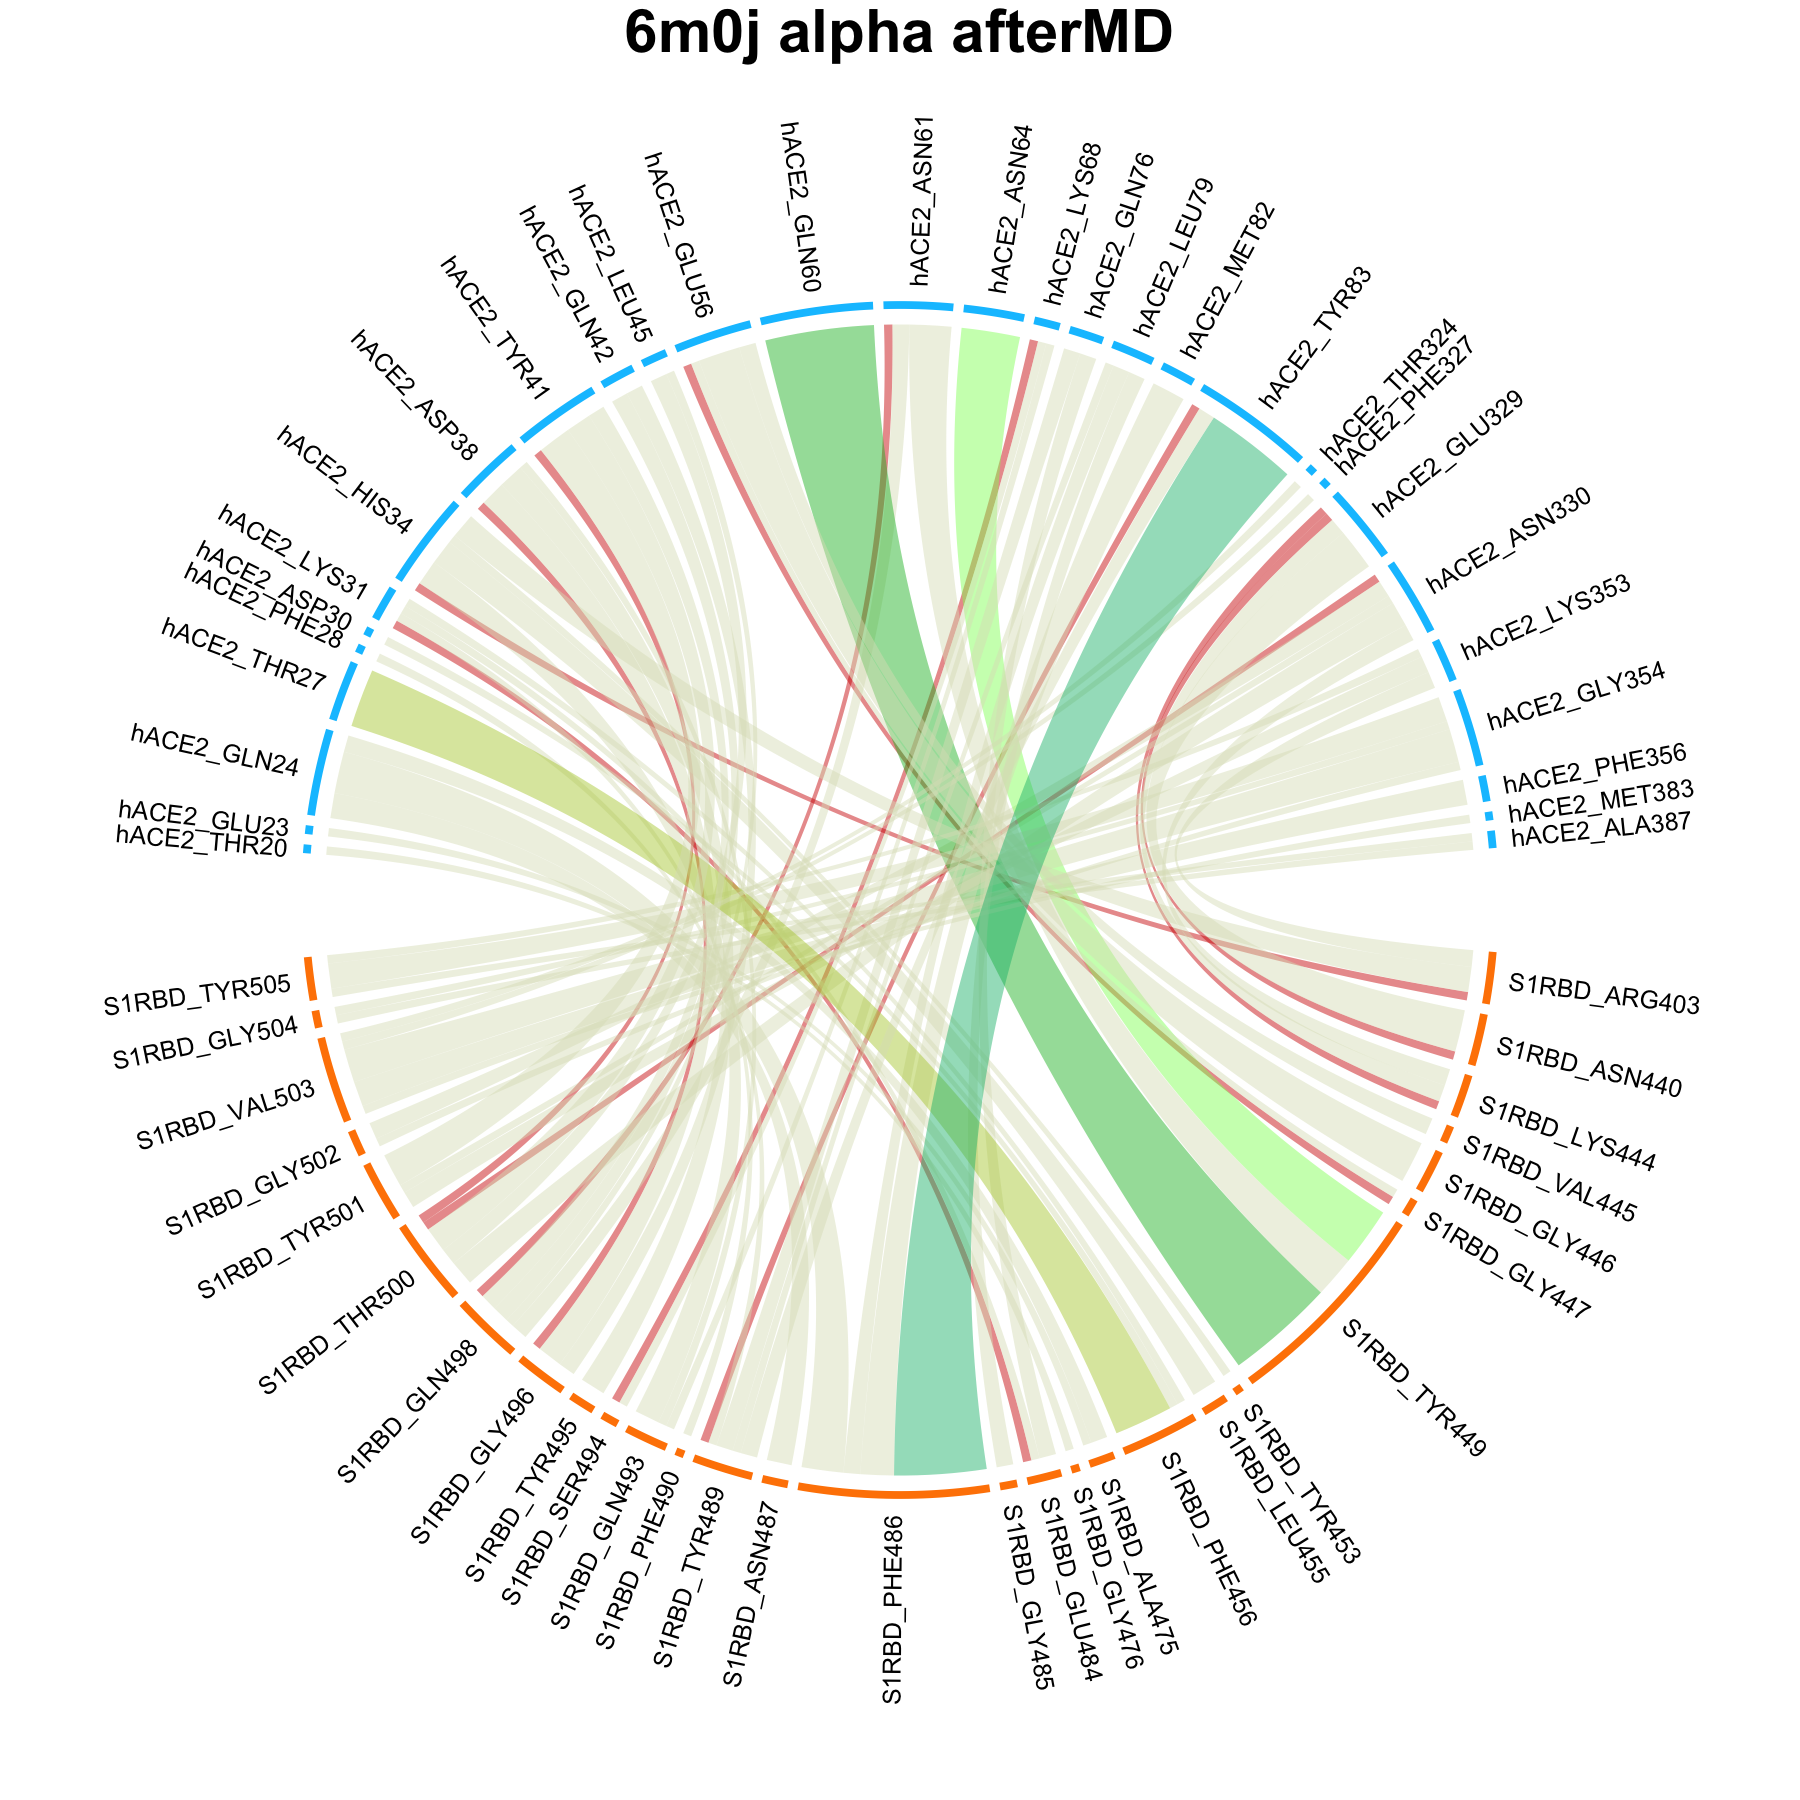 6m0j alpha afterMD
hACE2_THR20
hACE2_GLU23
hACE2_GLN24
hACE2_THR27
hACE2_PHE28
hACE2_ASP30
hACE2_LYS31
hACE2_HIS34
hACE2_ASP38
hACE2_TYR41
hACE2_GLN42
hACE2_LEU45
hACE2_GLU56
hACE2_GLN60
hACE2_ASN61
hACE2_ASN64
hACE2_LYS68
hACE2_GLN76
hACE2_LEU79
hACE2_MET82
hACE2_TYR83
hACE2_THR324
hACE2_PHE327
hACE2_GLU329
hACE2_ASN330
hACE2_LYS353
hACE2_GLY354
hACE2_PHE356
hACE2_MET383
hACE2_ALA387
S1RBD_ARG403
S1RBD_ASN440
S1RBD_LYS444
S1RBD_VAL445
S1RBD_GLY446
S1RBD_GLY447
S1RBD_TYR449
S1RBD_TYR453
S1RBD_LEU455
S1RBD_PHE456
S1RBD_ALA475
S1RBD_GLY476
S1RBD_GLU484
S1RBD_GLY485
S1RBD_PHE486
S1RBD_ASN487
S1RBD_TYR489
S1RBD_PHE490
S1RBD_GLN493
S1RBD_SER494
S1RBD_TYR495
S1RBD_GLY496
S1RBD_GLN498
S1RBD_THR500
S1RBD_TYR501
S1RBD_GLY502
S1RBD_VAL503
S1RBD_GLY504
S1RBD_TYR505